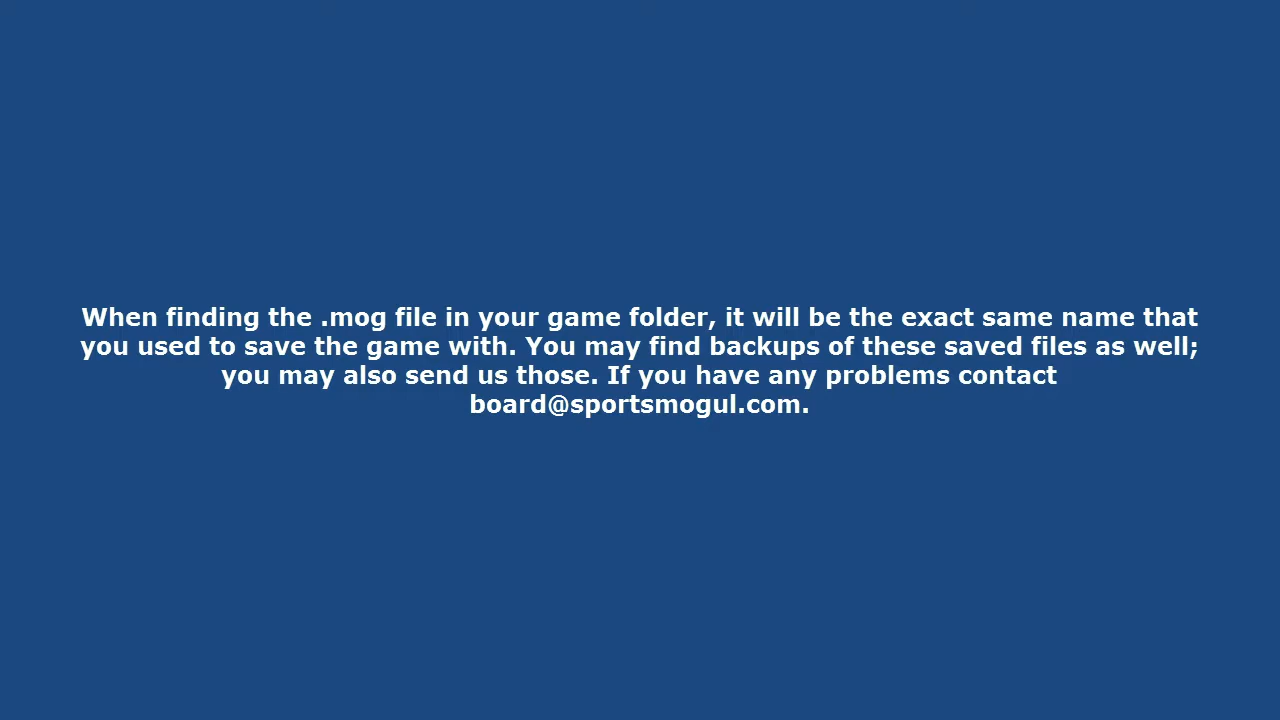 When finding the .mog file in your game folder, it will be the exact same name that
you used to save the game with. You may find backups of these saved files as well;
you may also send us those. If you have any problems contact
board@sportsmogul.com.